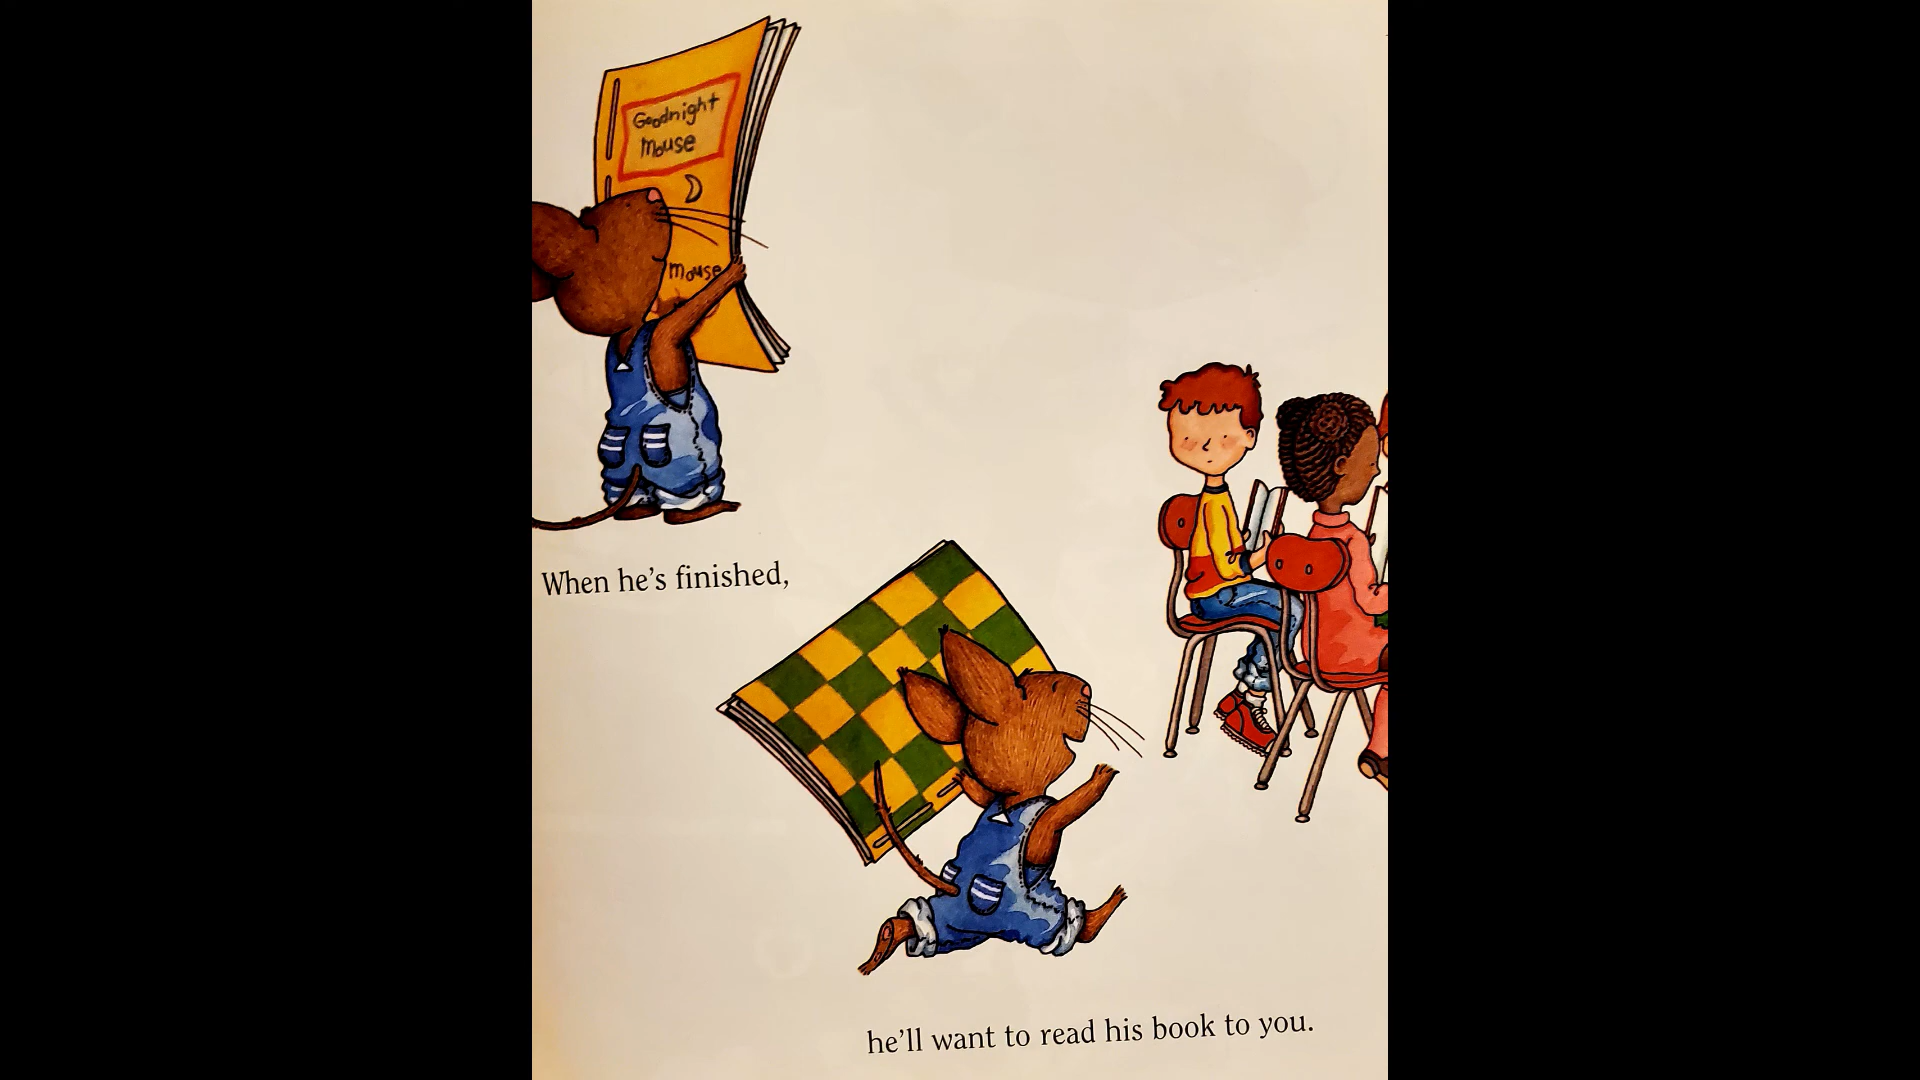 Goodnight
Mouse
Mouse
When he's finished,
he'll want to read his book to you.